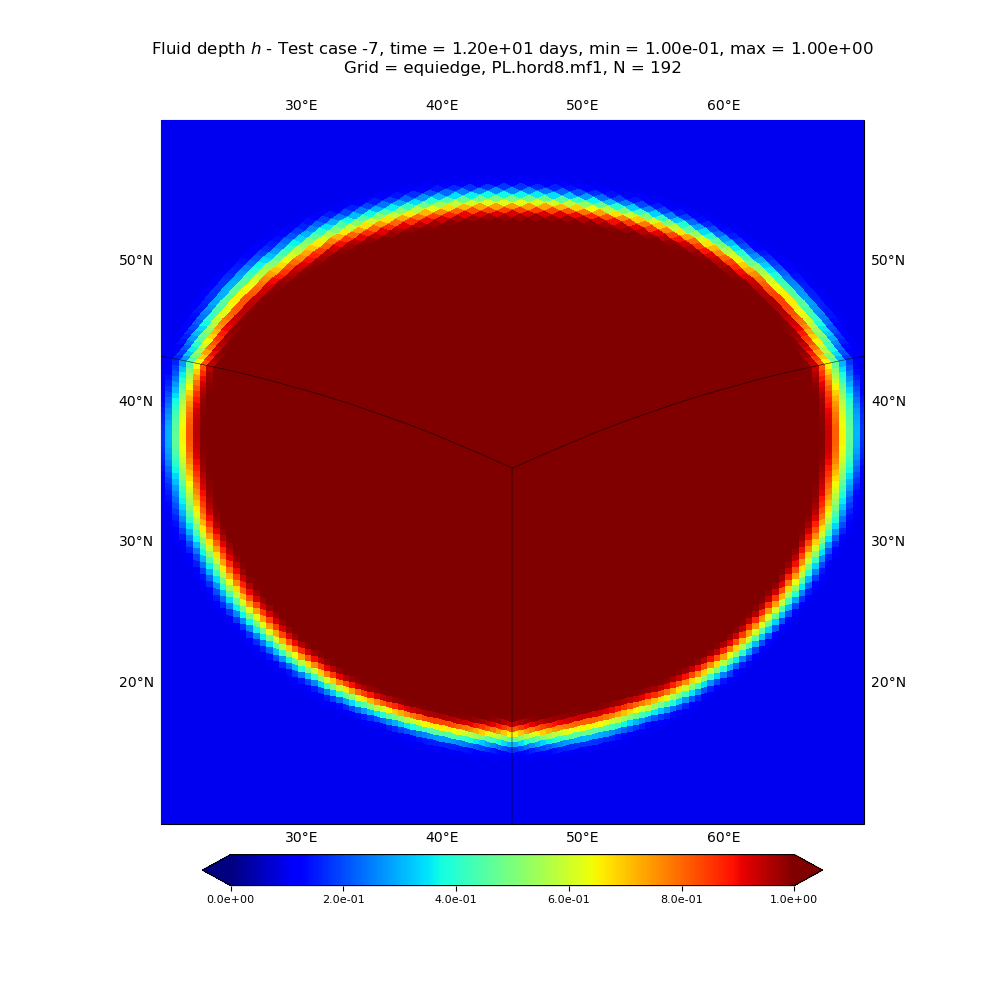 Fluid depth h - Test case -7, time = 1.20e+01 days, min = 1.00e-01, max = 1.00e+00
Grid = equiedge, PL.hord8.mf1, N = 192
30°E 40°E 50°E 60°E
50°N 50°N
40°N 40°N
30°N 30°N
20°N 20°N
30°E 40°E 50°E 60°E
0.0e+00 2.0e-01 4.0e-01 6.0e-01 8.0e-01 1.0e+00